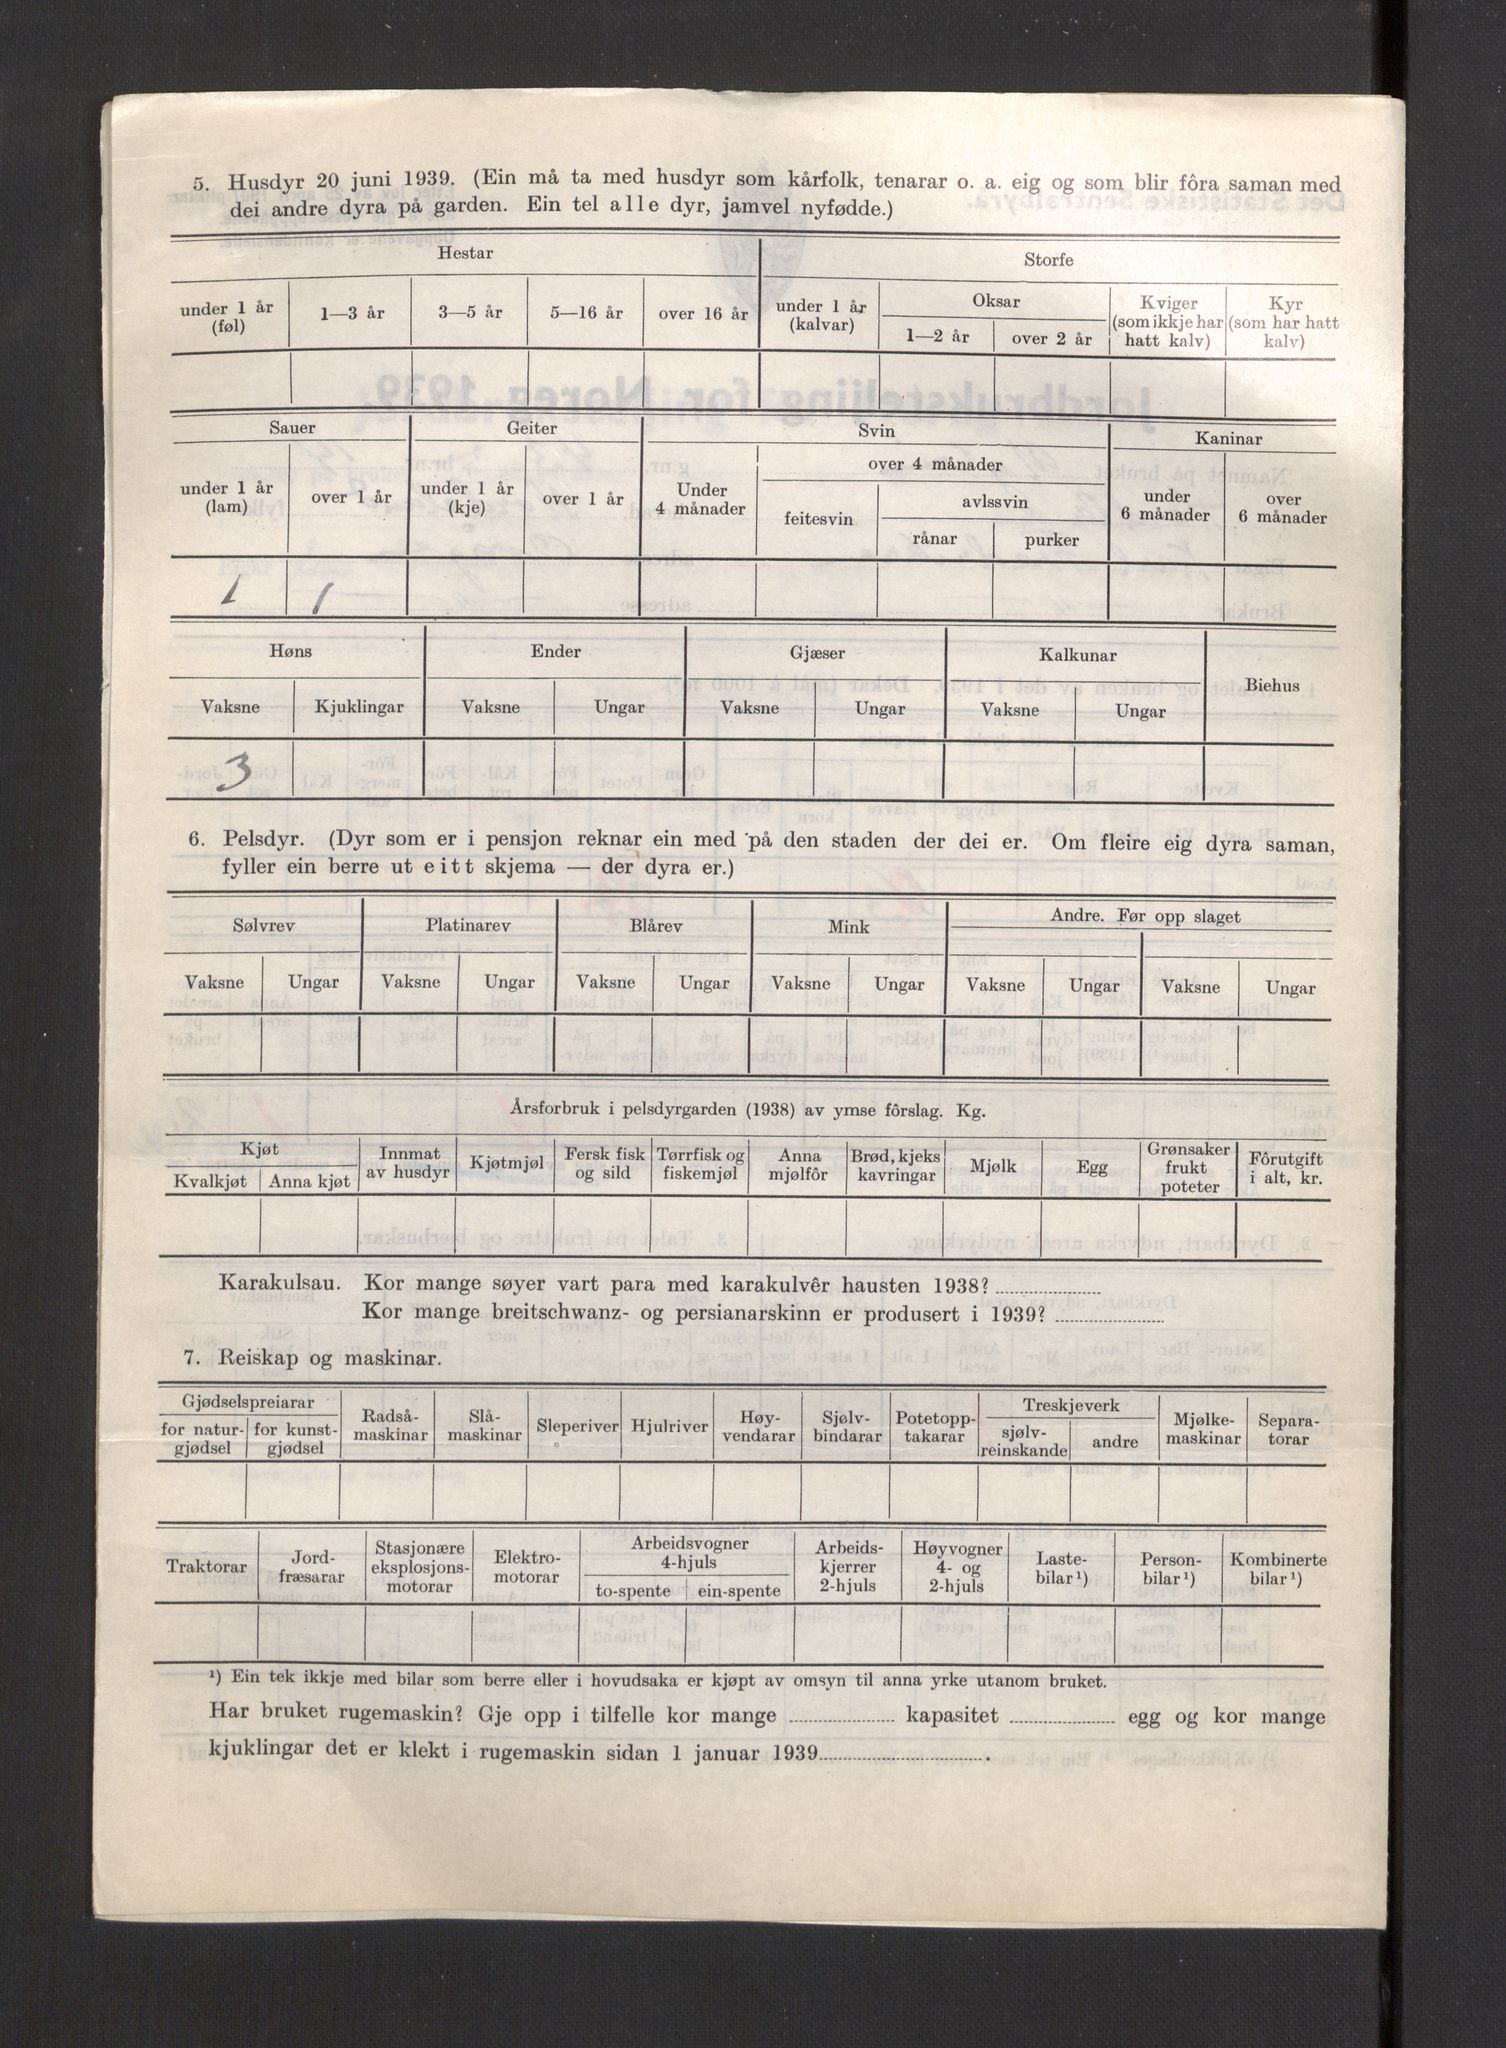 5. Husdyr 20 juni 1939. (Ein må ta med husdyr som kårfolk, tenarar o. a. eig og som blir fôra saman med
dei andre dyra på garden. Ein tel alle dyr, jamvel nyfødde.)
Hestar Storfe
under 1 år (føl) 1—3 år 3—5 år 5—16 år over 16 år under 1 år (kalvar) Oksar 1—2 år over 2 år Kviger (som ikkje har hatt kalv) Kyr (som har hatt kalv)
Sauer Geiter Svin Kaninar
under 1 år (lam) over 1 år under 1 år (kje) over 1 år Under 4 månader over 4 månader feitesvin avlssvin rånar purker under 6 månader over 6 månader
1 1
Høns Ender Gjæser Kalkunar Biehus
Vaksne Kjuklingar Vaksne Ungar Vaksne Ungar Vaksne Ungar
3
6. Pelsdyr. (Dyr som er i pensjon reknar ein med på den staden der dei er. Om fleire eig dyra saman,
fyller ein berre ut eitt skjema — der dyra er.)
Sølvrev Platinarev Blårev Mink Andre. Før opp slaget
Vaksne Ungar Vaksne Ungar Vaksne Ungar Vaksne Ungar Vaksne Ungar Vaksne Ungar
Årsforbruk i pelsdyrgarden (1938) av ymse fôrslag. Kg.
Kjøt Kvalkjøt Anna kjøt Innmat av husdyr Kjøtmjøl Fersk fisk og sild Tørrfisk og fiskemjøl Anna mjølfôr Brød, kjeks kavringar Mjølk Egg Grønsaker frukt poteter Fôrutgift i alt, kr.
Karakulsau. Kor mange søyer vart para med karakulvêr hausten 1938?
Kor mange breitschwanz- og persianarskinn er produsert i 1939?
7. Reiskap og maskinar.
Gjødselspreiarar for natur-gjødsel for kunst-gjødsel Radså-maskinar Slå-maskinar Sleperiver Hjulriver Høy-vendarar Sjølv-bindarar Potetopp-takarar Treskjeverk sjølv-reinskande andre Mjølke-maskinar Separa-torar
Traktorar Jord-fræsarar Stasjonære eksplosjons-motorar Elektro-motorar Arbeidsvogner 4-hjuls to-spente ein-spente Arbeids-kjerrer 2-hjuls Høyvogner 4- og 2-hjuls Laste-bilar ¹) Person-bilar ¹) Kombinerte bilar ¹)
¹) Ein tek ikkje med bilar som berre eller i hovudsaka er kjøpt av omsyn til anna yrke utanom bruket.
Har bruket rugemaskin? Gje opp i tilfelle kor mange kapasitet egg og kor mange
kjuklingar det er klekt i rugemaskin sidan 1 januar 1939 .